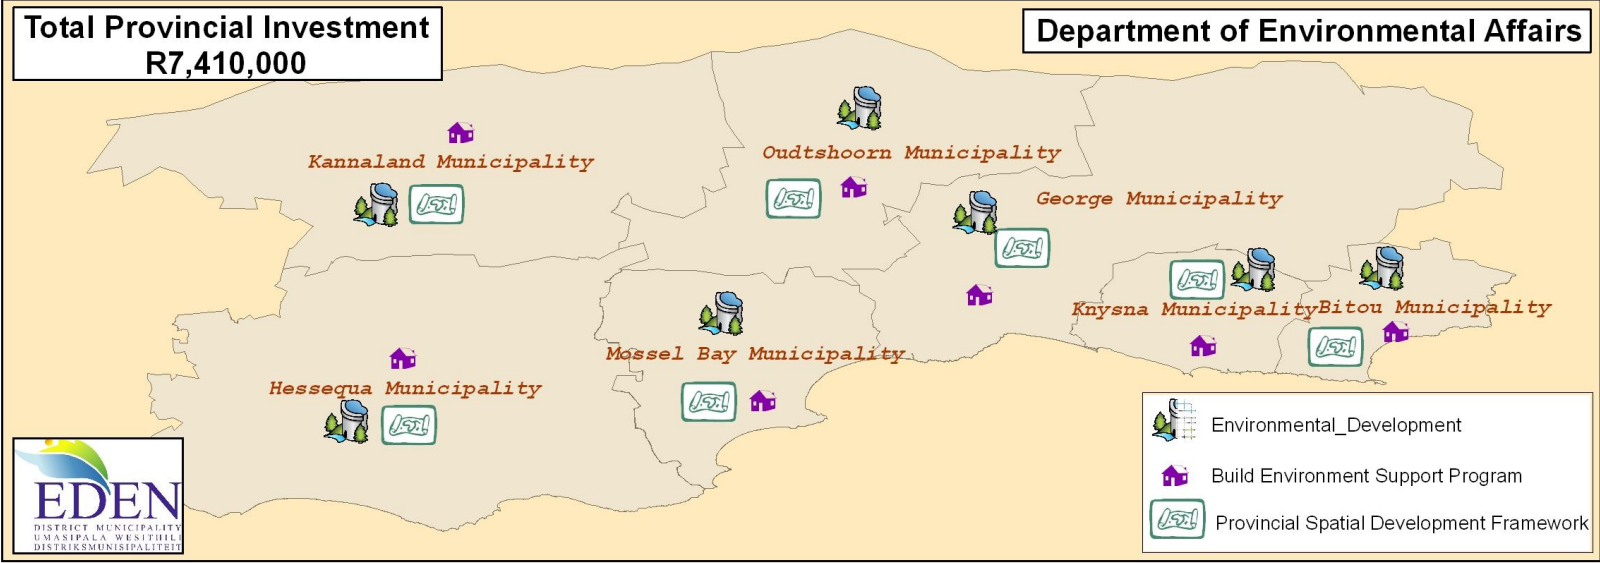 Total Provincial Investment
R7,410,000
Department of Environmental Affairs
Kannaland Municipality
Oudtshoorn Municipality
George Municipality
Knysna Municipality
Bitou Municipality
Mossel Bay Municipality
Hessequa Municipality
Environmental_Development
Build Environment Support Program
Provincial Spatial Development Framework
EDEN
DISTRICT MUNICIPALITY
UMASIPALA WESITHILI
DISTRIKSMUNISIPALITEIT